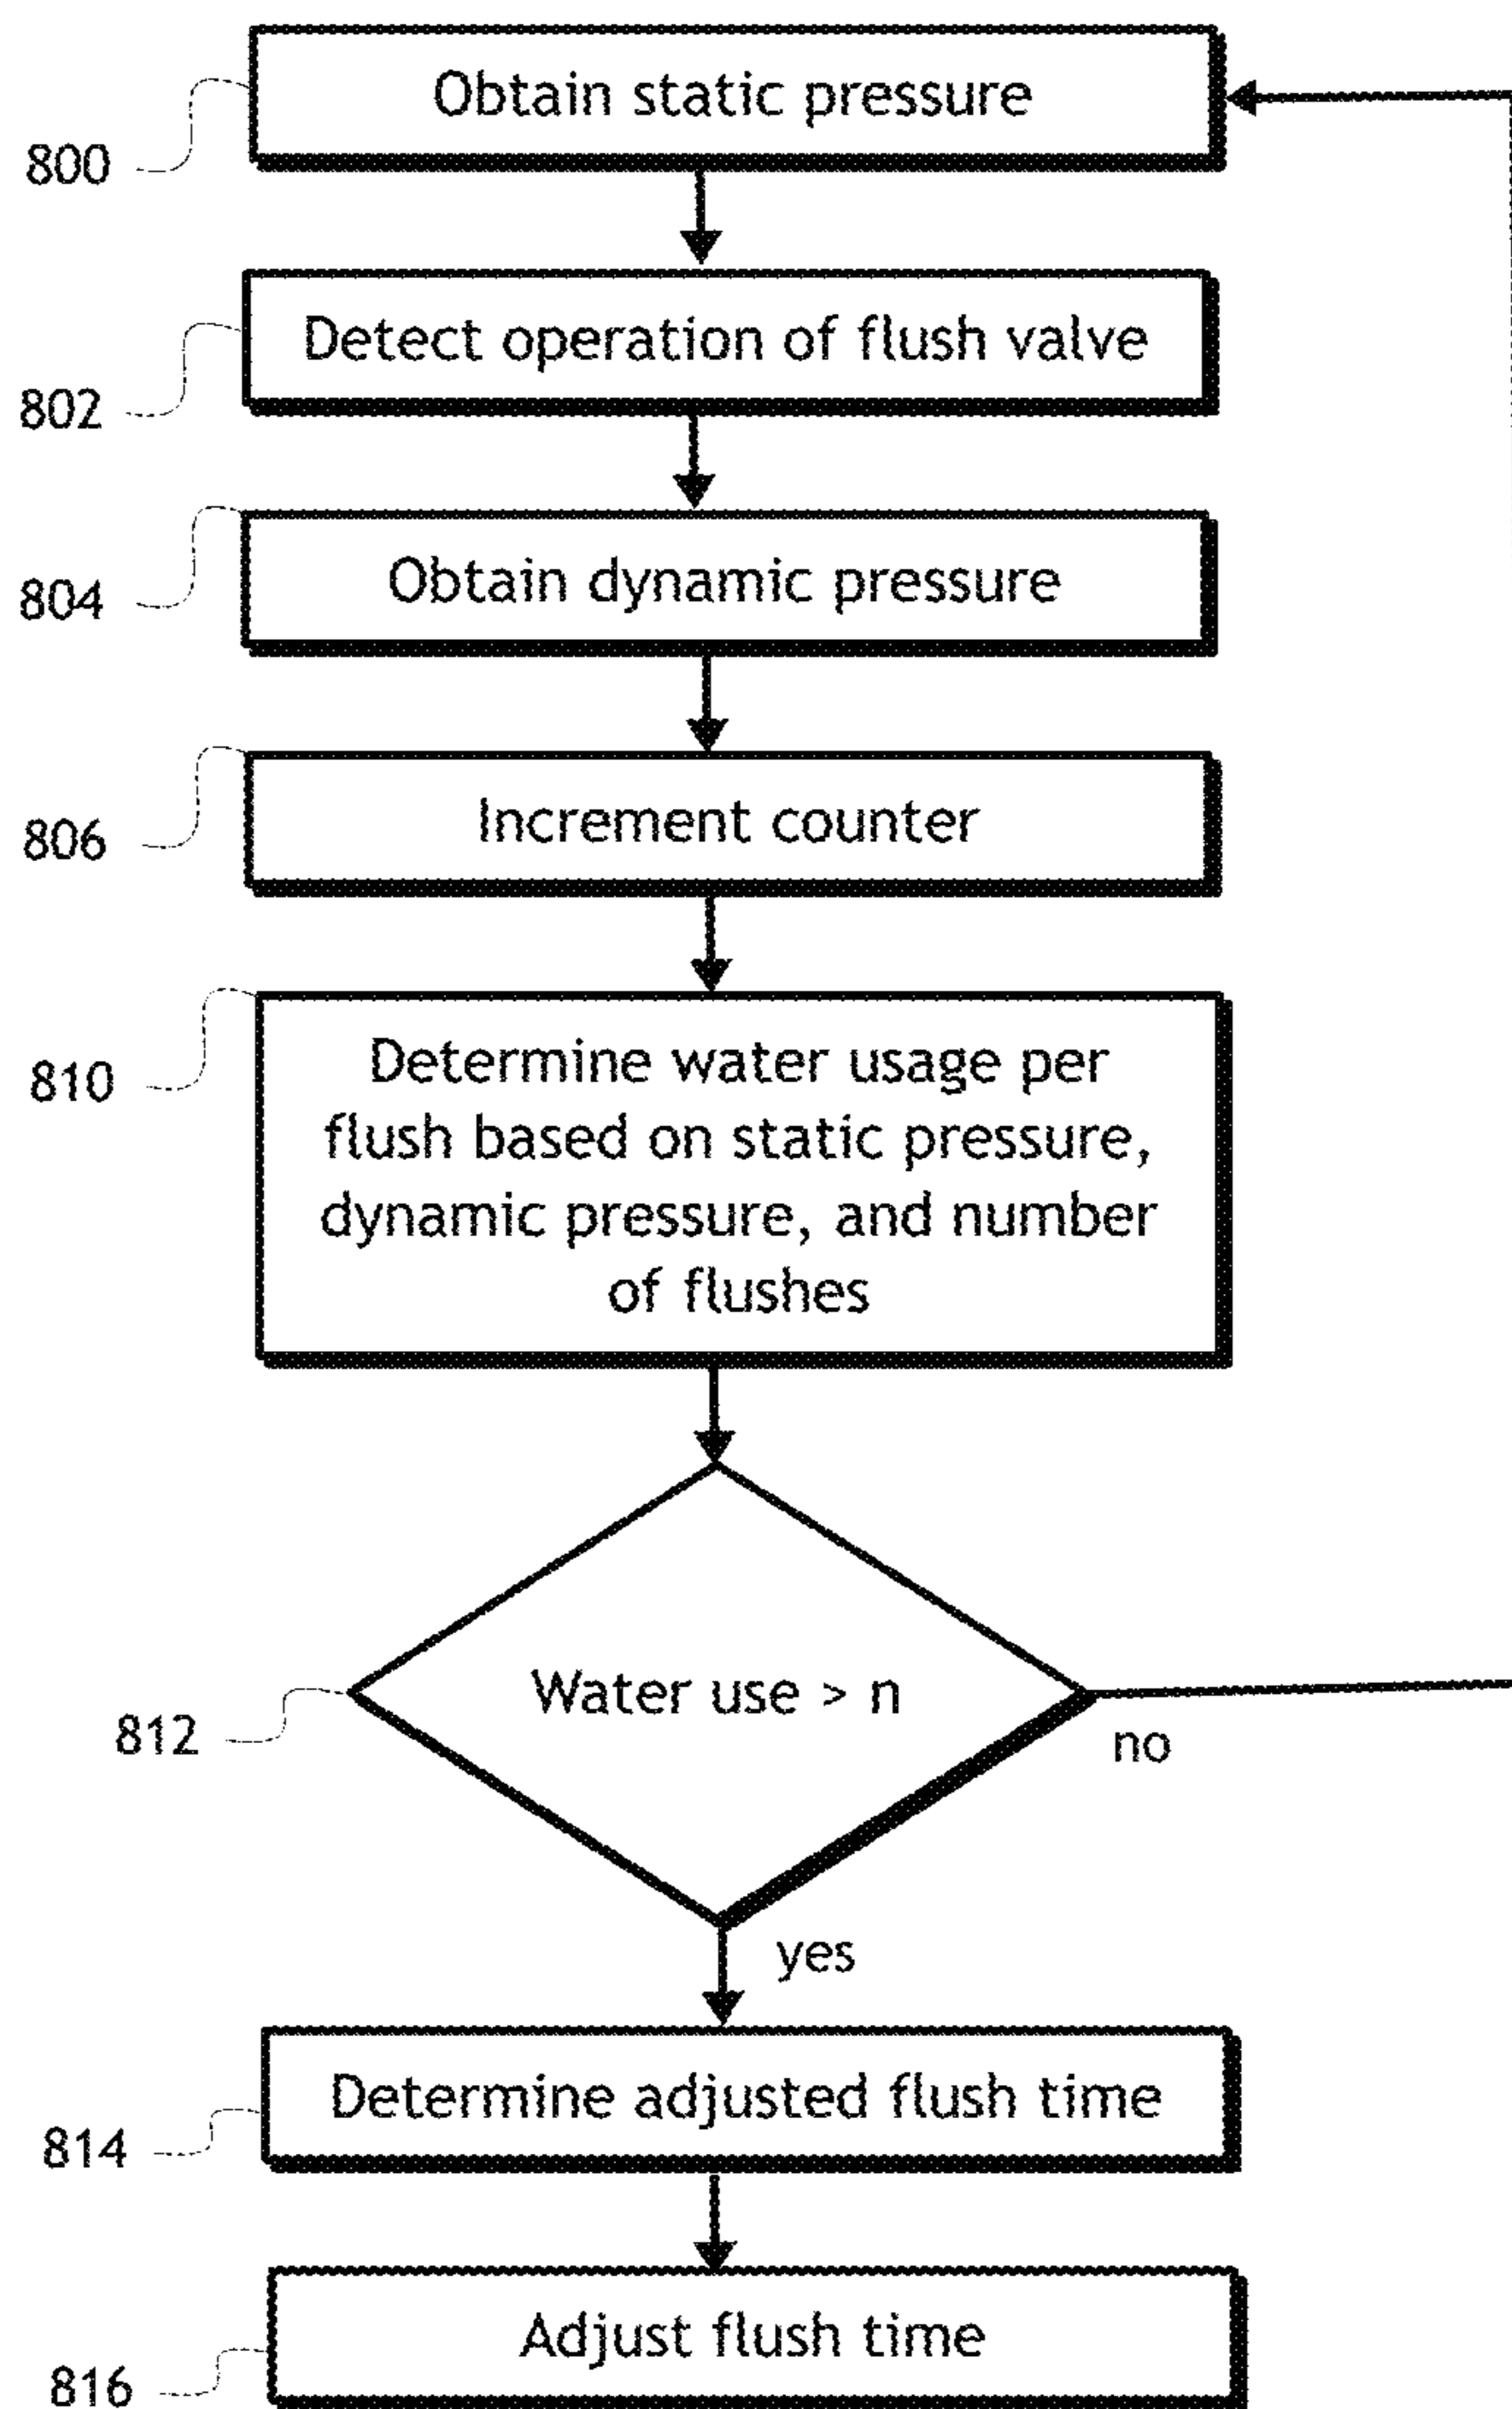 Obtain static pressure
800
Detect operation of flush valve
802
Obtain dynamic pressure
804
Increment counter
806
Determine water usage per
flush based on static pressure,
dynamic pressure, and number
of flushes
810
Water use > n
812
no
yes
Determine adjusted flush time
814
Adjust flush time
816